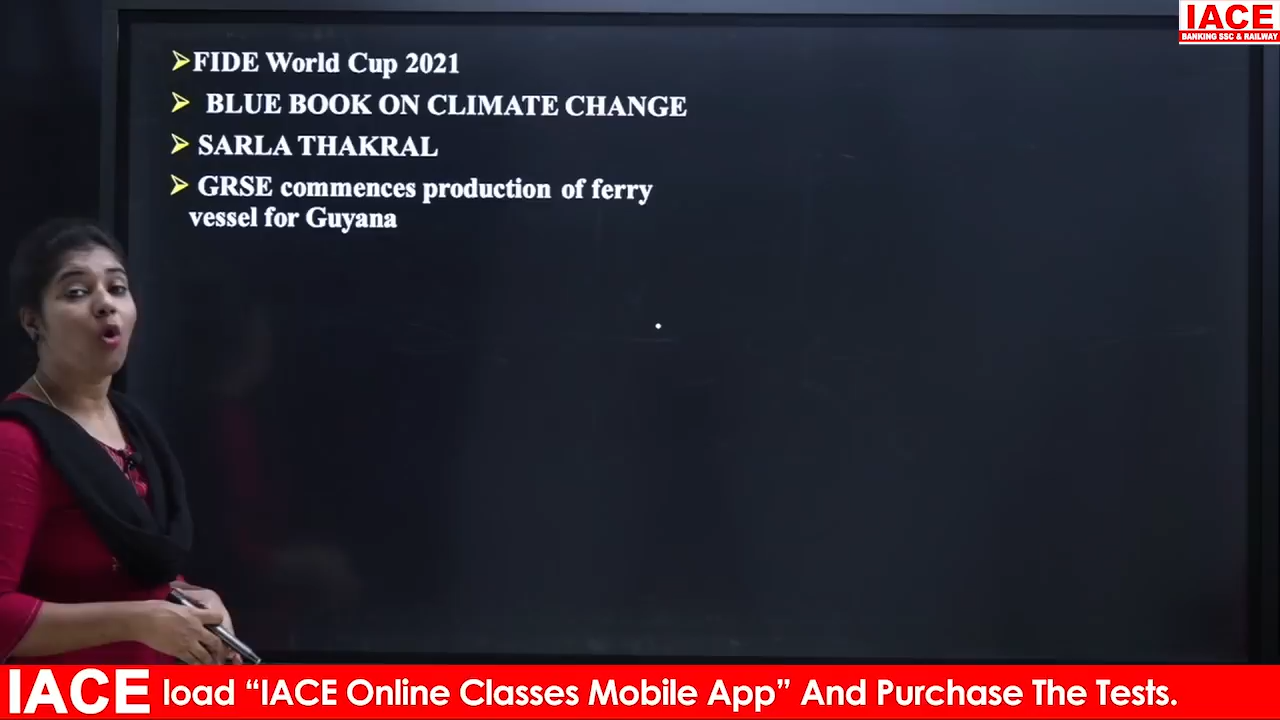 IACE
BANKING SSC & RAILWAY
FIDE World Cup 2021
BLUE BOOK ON CLIMATE CHANGE
SARLA THAKRAL
GRSE commences production of ferry
vessel for Guyana
IACE load “IACE Online Classes Mobile App” And Purchase The Tests.